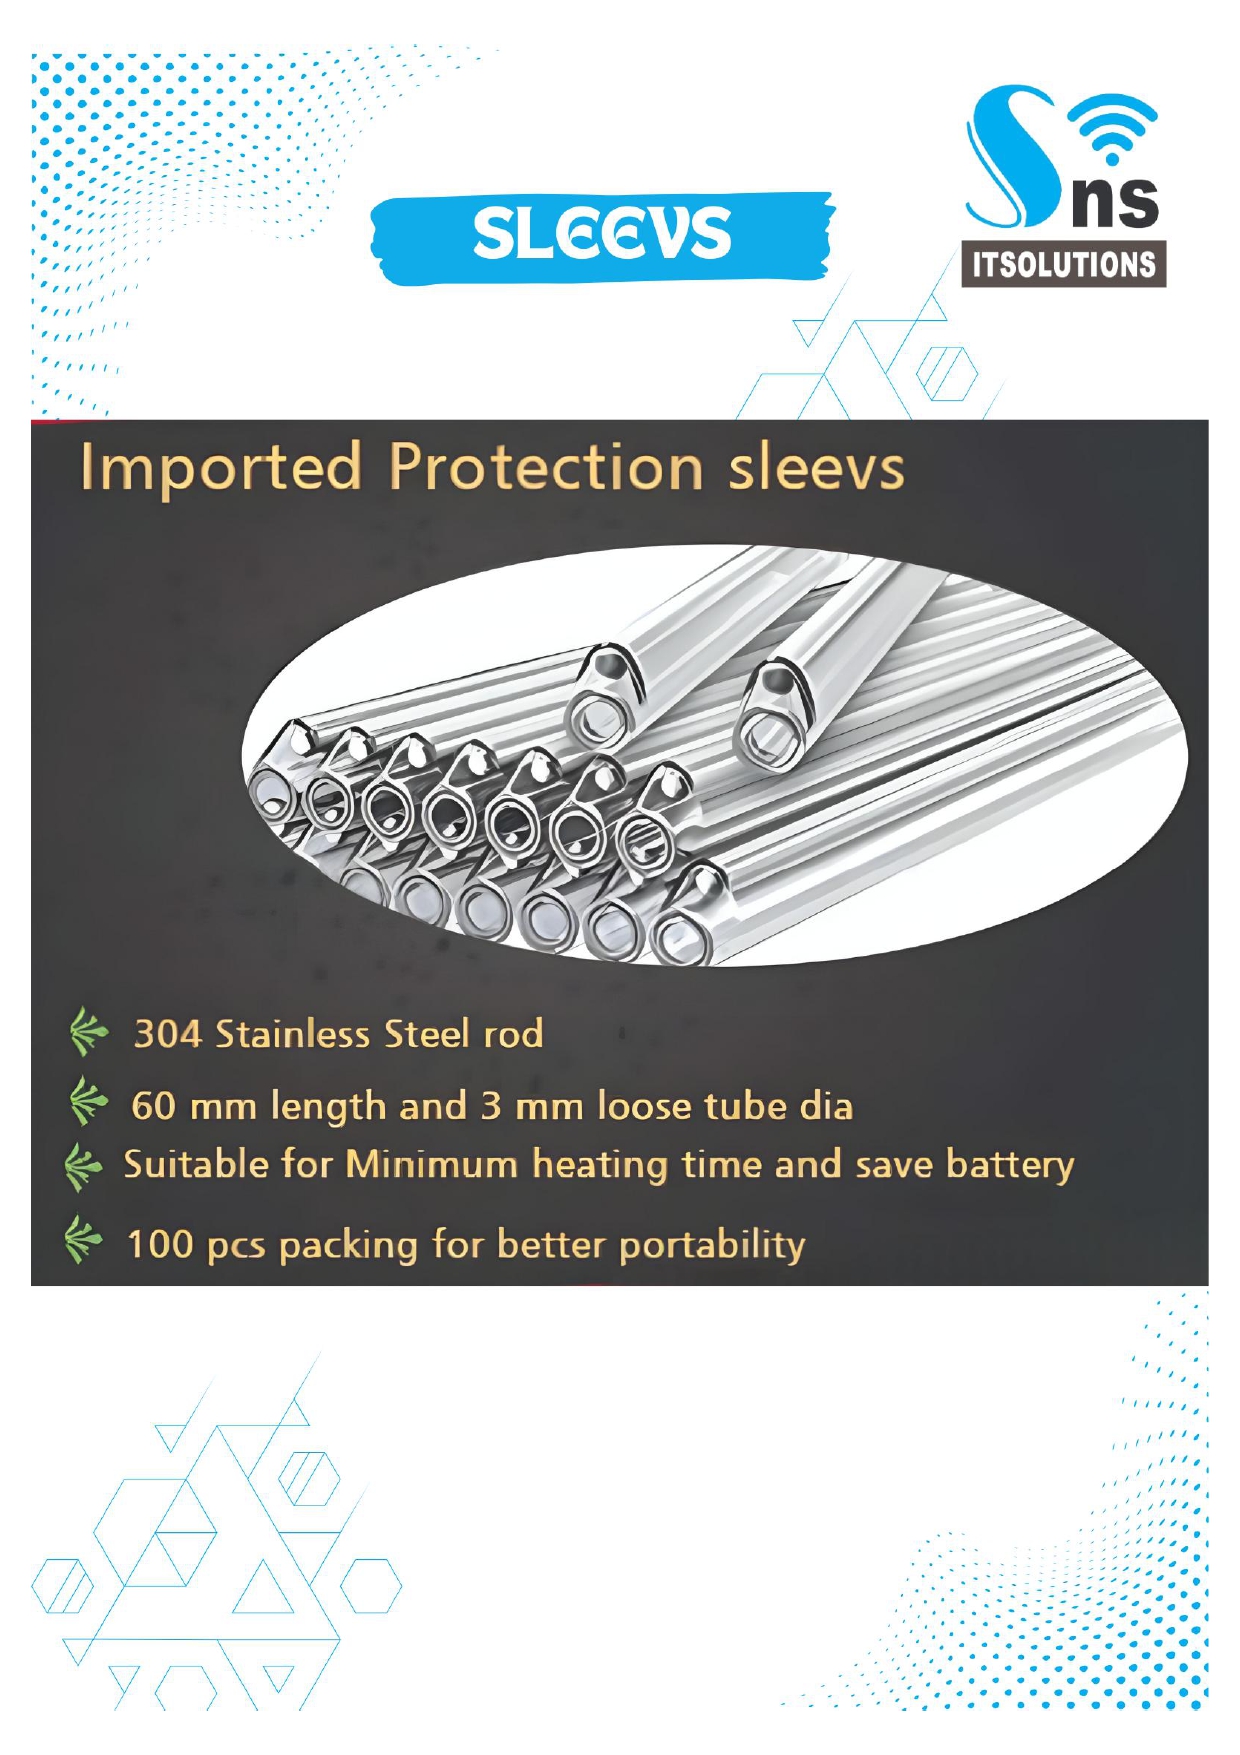 SLEEVS
Sns
ITSOLUTIONS
Imported Protection sleevs
304 Stainless Steel rod
60 mm length and 3 mm loose tube dia
Suitable for Minimum heating time and save battery
100 pcs packing for better portability